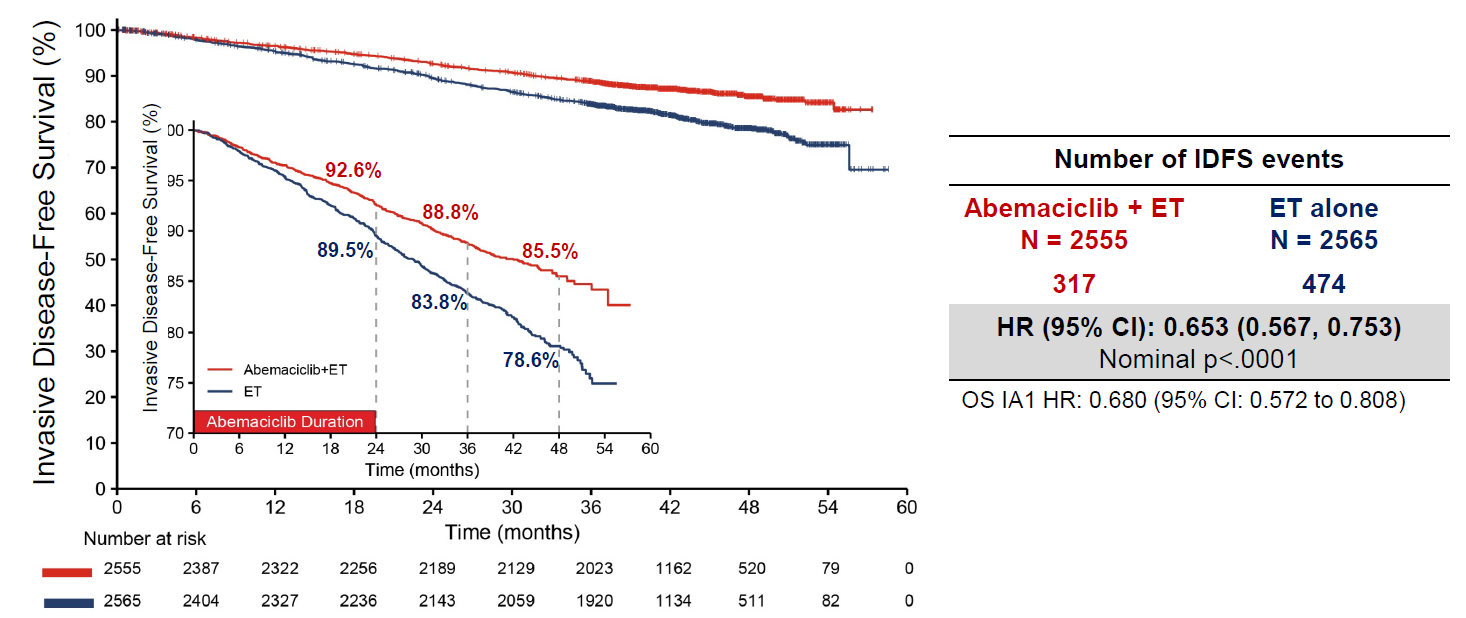 Invasive Disease-Free Survival (%)
100
90
80
70
60
50
40
30
20
10
0
0 6 12 18 24 30 36 42 48 54 60
Time (months)
Invasive Disease-Free Survival (%)
00
95
90
85
80
75
70
92.6%
88.8%
85.5%
89.5%
83.8%
78.6%
Abemaciclib+ET
ET
Abemaciclib Duration
0 6 12 18 24 30 36 42 48 54 60
Time (months)
Number at risk
2555 2387 2322 2256 2189 2129 2023 1162 520 79 0
2565 2404 2327 2236 2143 2059 1920 1134 511 82 0
Number of IDFS events
Abemaciclib + ET ET alone
N = 2555 N = 2565
317 474
HR (95% CI): 0.653 (0.567, 0.753)
Nominal p<.0001
OS IA1 HR: 0.680 (95% CI: 0.572 to 0.808)